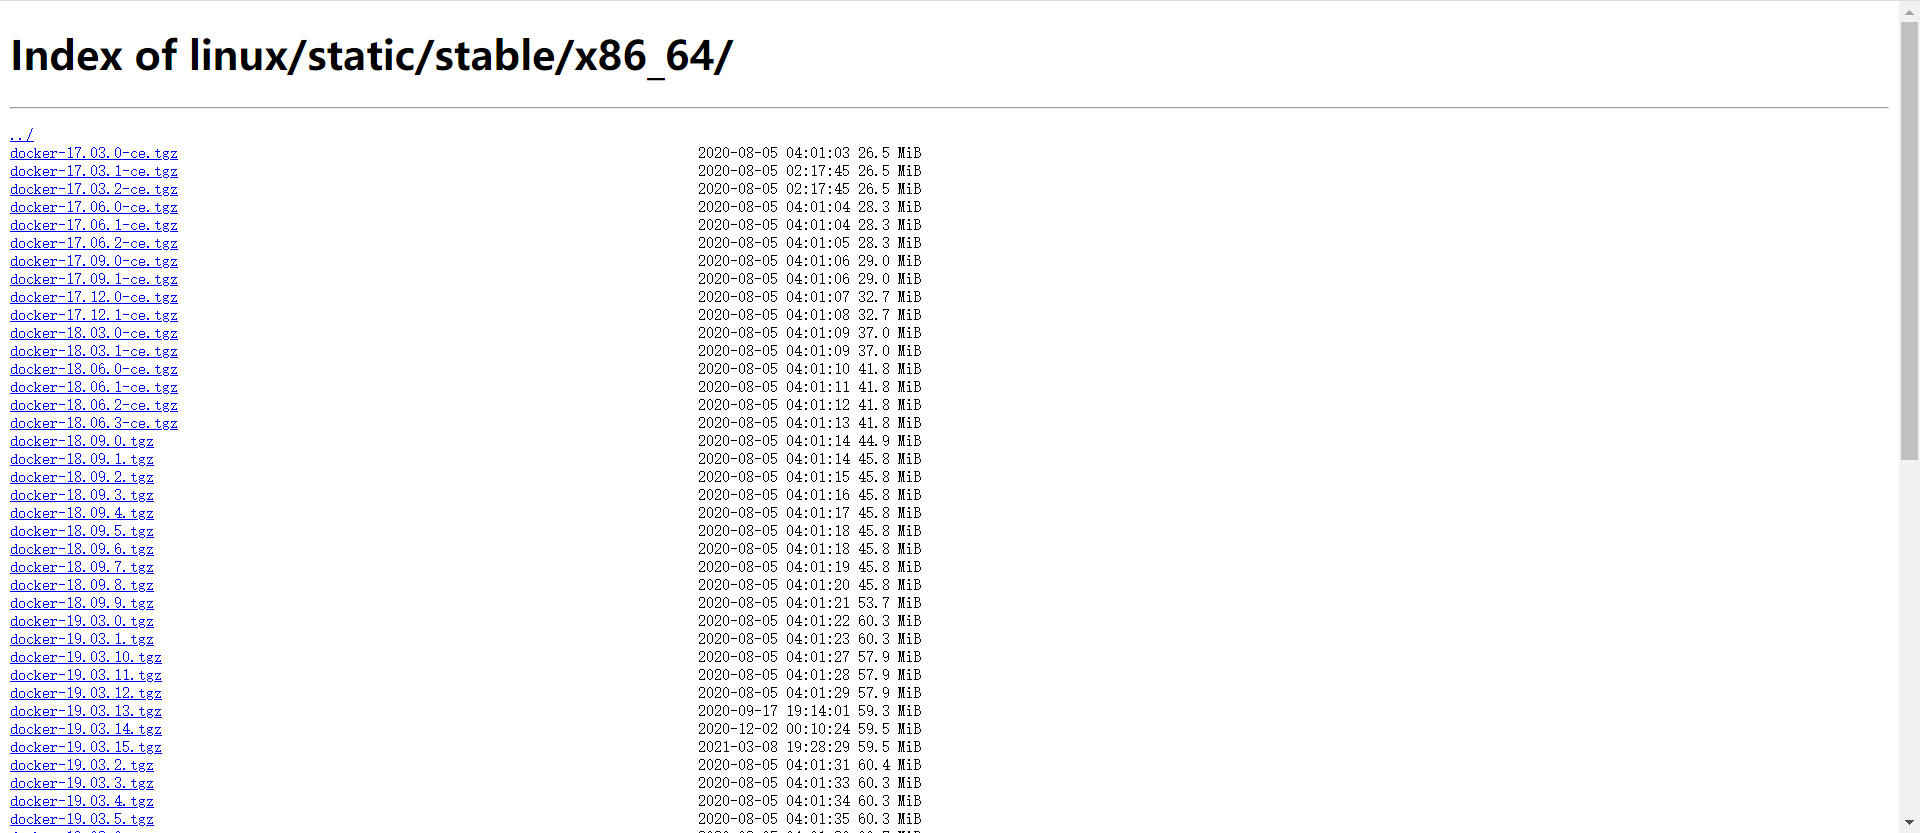 Index of linux/static/stable/x86_64/
../
docker-17.03.0-ce.tgz 2020-08-05 04:01:03 26.5 MiB
docker-17.03.1-ce.tgz 2020-08-05 02:17:45 26.5 MiB
docker-17.03.2-ce.tgz 2020-08-05 02:17:45 26.5 MiB
docker-17.06.0-ce.tgz 2020-08-05 04:01:04 28.3 MiB
docker-17.06.1-ce.tgz 2020-08-05 04:01:04 28.3 MiB
docker-17.06.2-ce.tgz 2020-08-05 04:01:05 28.3 MiB
docker-17.09.0-ce.tgz 2020-08-05 04:01:06 29.0 MiB
docker-17.09.1-ce.tgz 2020-08-05 04:01:06 29.0 MiB
docker-17.12.0-ce.tgz 2020-08-05 04:01:07 32.7 MiB
docker-17.12.1-ce.tgz 2020-08-05 04:01:08 32.7 MiB
docker-18.03.0-ce.tgz 2020-08-05 04:01:09 37.0 MiB
docker-18.03.1-ce.tgz 2020-08-05 04:01:09 37.0 MiB
docker-18.06.0-ce.tgz 2020-08-05 04:01:10 41.8 MiB
docker-18.06.1-ce.tgz 2020-08-05 04:01:11 41.8 MiB
docker-18.06.2-ce.tgz 2020-08-05 04:01:12 41.8 MiB
docker-18.06.3-ce.tgz 2020-08-05 04:01:13 41.8 MiB
docker-18.09.0.tgz 2020-08-05 04:01:14 44.9 MiB
docker-18.09.1.tgz 2020-08-05 04:01:14 45.8 MiB
docker-18.09.2.tgz 2020-08-05 04:01:15 45.8 MiB
docker-18.09.3.tgz 2020-08-05 04:01:16 45.8 MiB
docker-18.09.4.tgz 2020-08-05 04:01:17 45.8 MiB
docker-18.09.5.tgz 2020-08-05 04:01:18 45.8 MiB
docker-18.09.6.tgz 2020-08-05 04:01:18 45.8 MiB
docker-18.09.7.tgz 2020-08-05 04:01:19 45.8 MiB
docker-18.09.8.tgz 2020-08-05 04:01:20 45.8 MiB
docker-18.09.9.tgz 2020-08-05 04:01:21 53.7 MiB
docker-19.03.0.tgz 2020-08-05 04:01:22 60.3 MiB
docker-19.03.1.tgz 2020-08-05 04:01:23 60.3 MiB
docker-19.03.10.tgz 2020-08-05 04:01:27 57.9 MiB
docker-19.03.11.tgz 2020-08-05 04:01:28 57.9 MiB
docker-19.03.12.tgz 2020-08-05 04:01:29 57.9 MiB
docker-19.03.13.tgz 2020-09-17 19:14:01 59.3 MiB
docker-19.03.14.tgz 2020-12-02 00:10:24 59.5 MiB
docker-19.03.15.tgz 2021-03-08 19:28:29 59.5 MiB
docker-19.03.2.tgz 2020-08-05 04:01:31 60.4 MiB
docker-19.03.3.tgz 2020-08-05 04:01:33 60.3 MiB
docker-19.03.4.tgz 2020-08-05 04:01:34 60.3 MiB
docker-19.03.5.tgz 2020-08-05 04:01:35 60.3 MiB